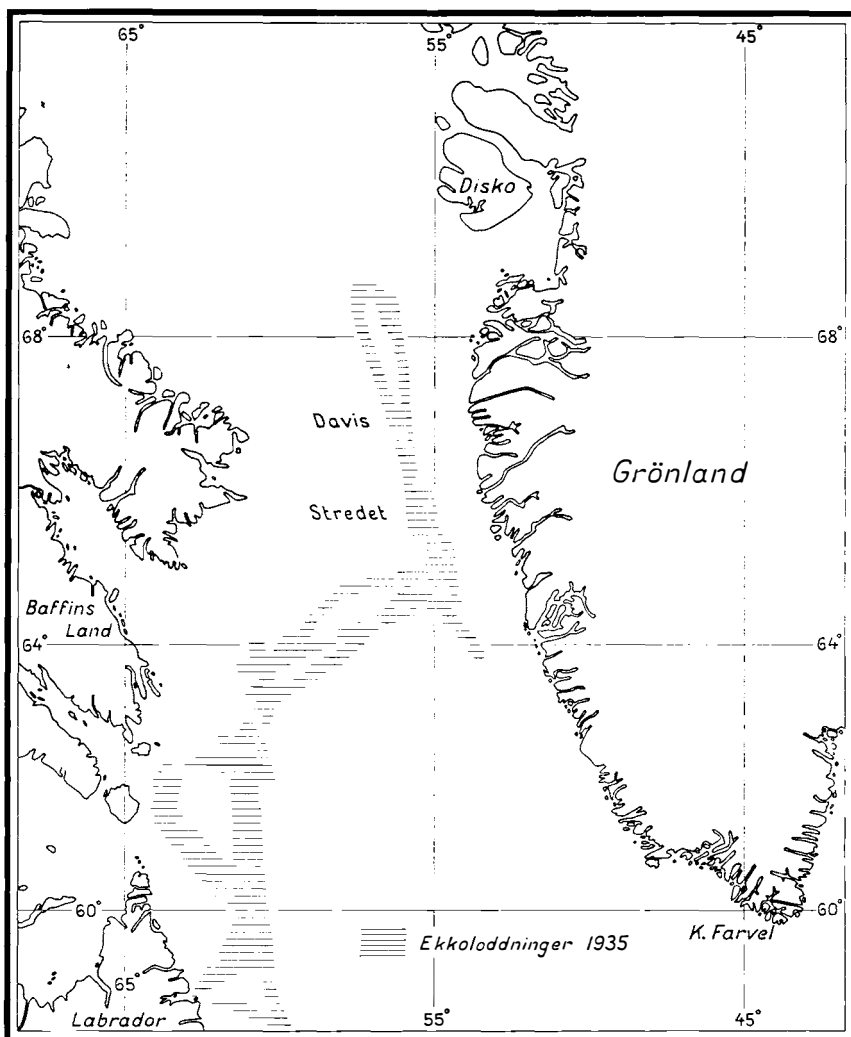 65°
55°
45°
Disko
68°
68°
Davis
Grönland
Stredet
Baffins
Land
64°
64°
60°
60°
K. Farvel
Ekkoloddninger 1935
65°
Labrador
55°
45°